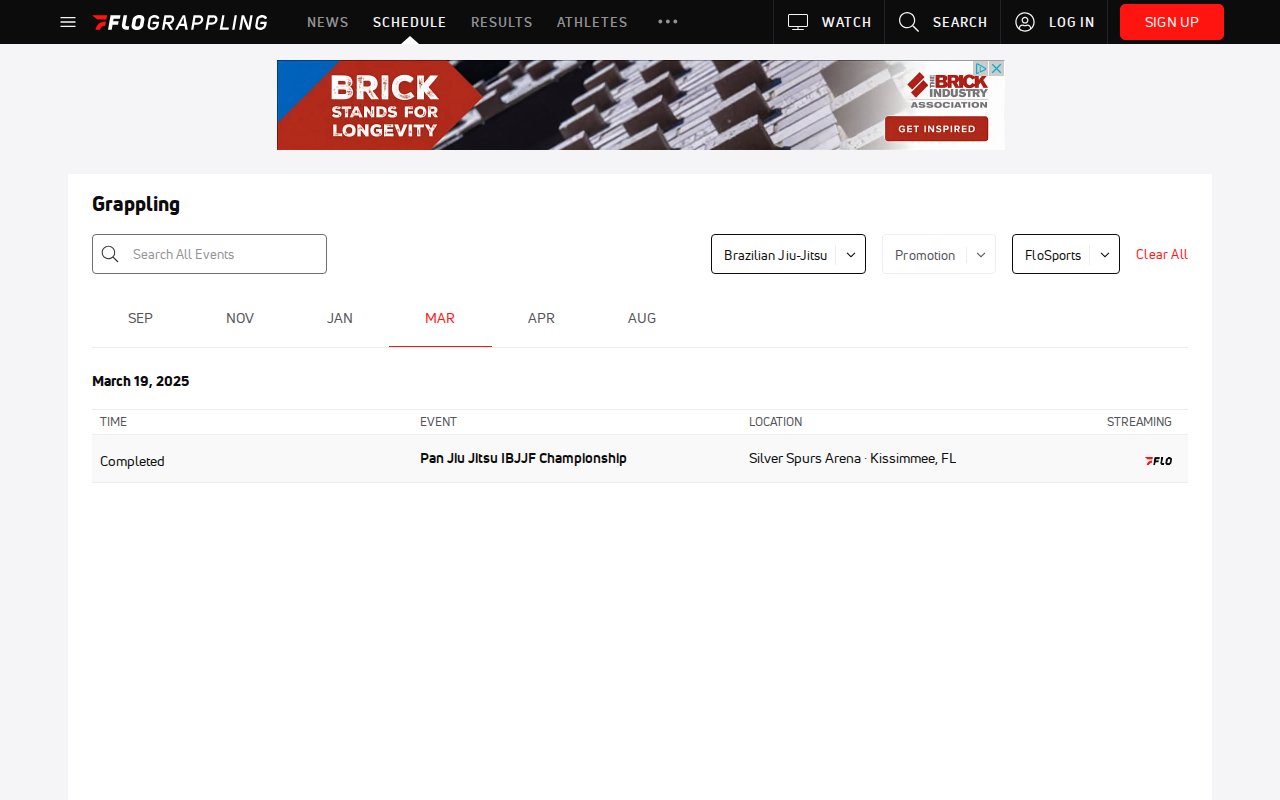 FLOGRAPPLING
NEWS
SCHEDULE
RESULTS
ATHLETES
WATCH
SEARCH
LOG IN
SIGN UP
BRICK
STANDS FOR
LONGEVITY
THE BRICK
INDUSTRY
ASSOCIATION
GET INSPIRED
Grappling
Search All Events
Brazilian Jiu-Jitsu
Promotion
FloSports
Clear All
SEP
NOV
JAN
MAR
APR
AUG
March 19, 2025
TIME
EVENT
LOCATION
STREAMING
Completed
Pan Jiu Jitsu IBJJF Championship
Silver Spurs Arena · Kissimmee, FL
FLO